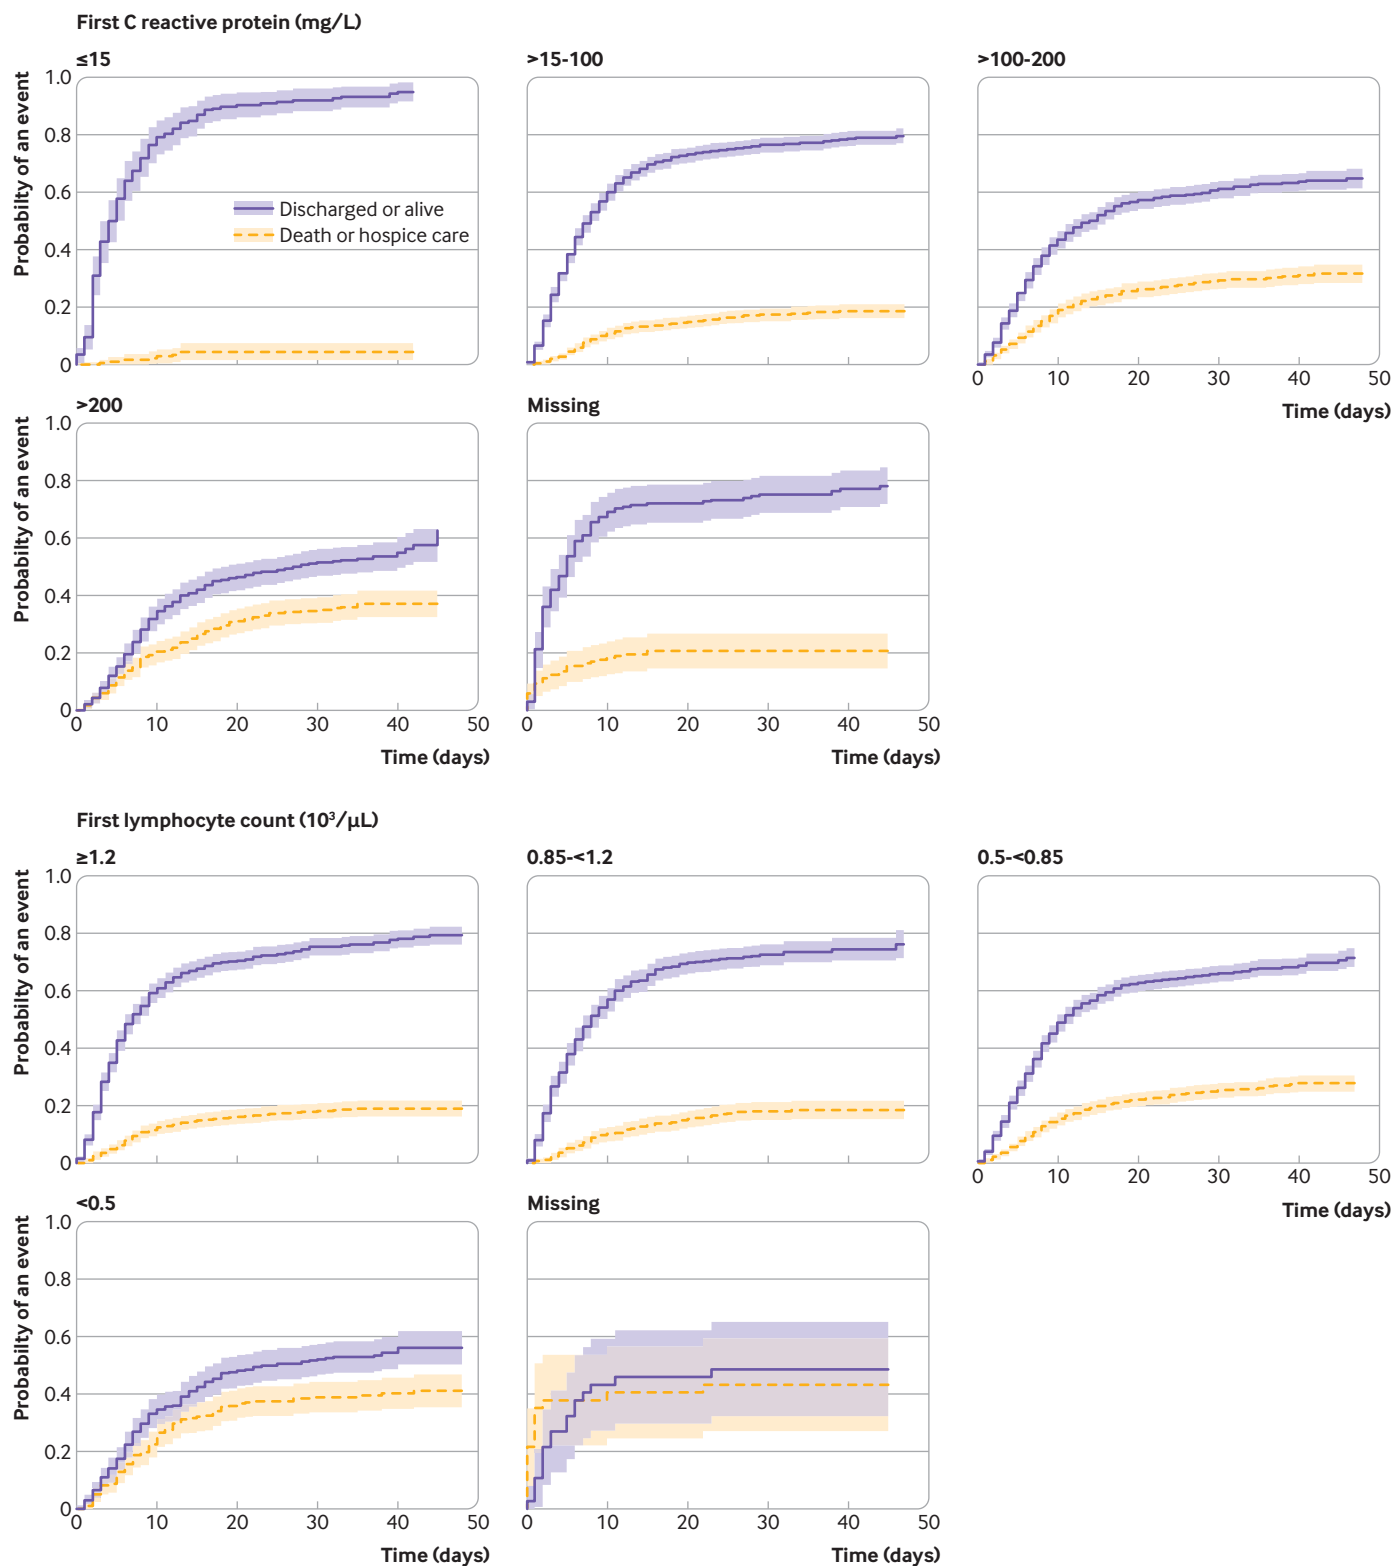 First C reactive protein (mg/L)
≤15
>15-100
>100-200
Probabilty of an event
1.0
0.8
0.6
0.4
0.2
0
Discharged or alive
Death or hospice care
0 10 20 30 40 50
Time (days)
>200
Missing
Probabilty of an event
1.0
0.8
0.6
0.4
0.2
0
0 10 20 30 40 50
0 10 20 30 40 50
Time (days)
Time (days)
First lymphocyte count (10³/μL)
≥1.2
0.85-<1.2
0.5-<0.85
Probabilty of an event
1.0
0.8
0.6
0.4
0.2
0
0 10 20 30 40 50
Time (days)
<0.5
Missing
Probabilty of an event
1.0
0.8
0.6
0.4
0.2
0
0 10 20 30 40 50
0 10 20 30 40 50
Time (days)
Time (days)